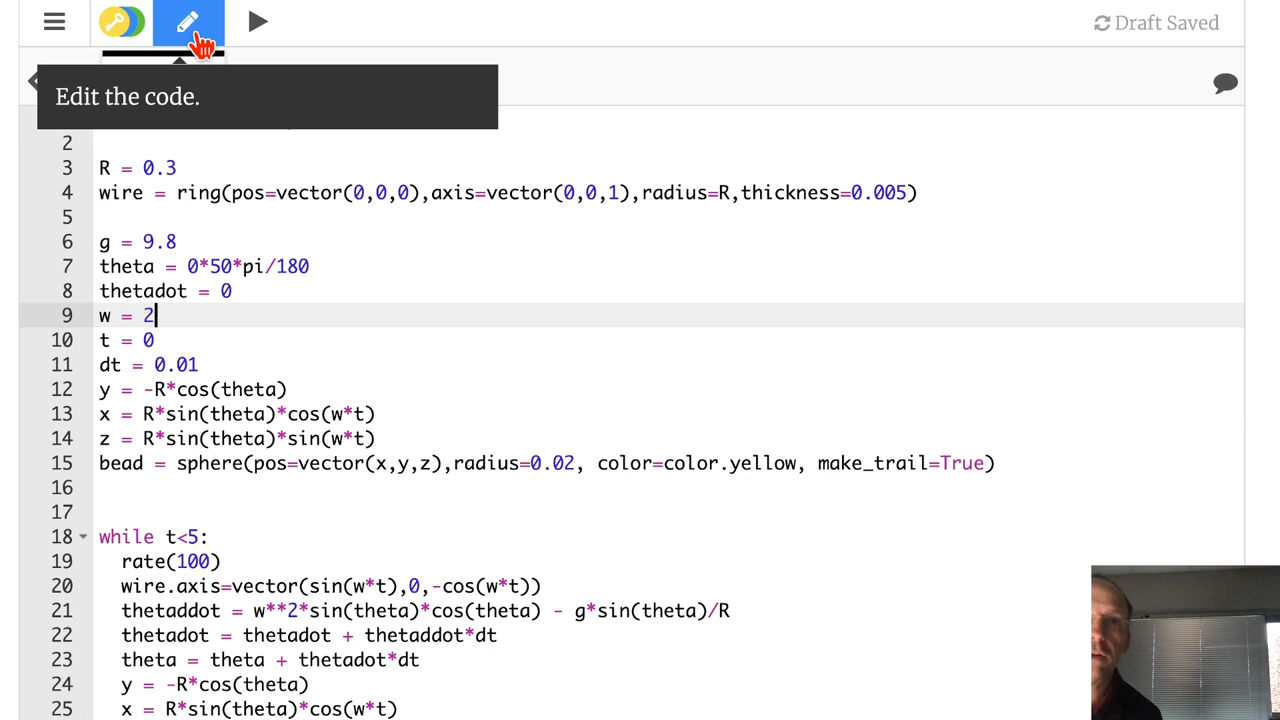 Draft Saved
Edit the code.
2
3 R = 0.3
4 wire = ring(pos=vector(0,0,0),axis=vector(0,0,1),radius=R,thickness=0.005)
5
6 g = 9.8
7 theta = 0*50*pi/180
8 thetadot = 0
9 w = 2
10 t = 0
11 dt = 0.01
12 y = -R*cos(theta)
13 x = R*sin(theta)*cos(w*t)
14 z = R*sin(theta)*sin(w*t)
15 bead = sphere(pos=vector(x,y,z),radius=0.02, color=color.yellow, make_trail=True)
16
17
18 while t<5:
19 rate(100)
20 wire.axis=vector(sin(w*t),0,-cos(w*t))
21 thetaddot = w**2*sin(theta)*cos(theta) - g*sin(theta)/R
22 thetadot = thetadot + thetaddot*dt
23 theta = theta + thetadot*dt
24 y = -R*cos(theta)
25 x = R*sin(theta)*cos(w*t)